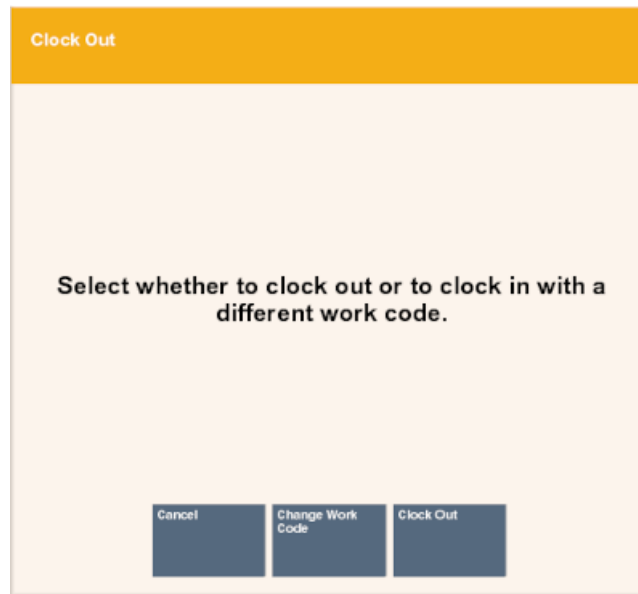 Clock Out
Select whether to clock out or to clock in with a
different work code.
Cancel
Change Work
Code
Clock Out